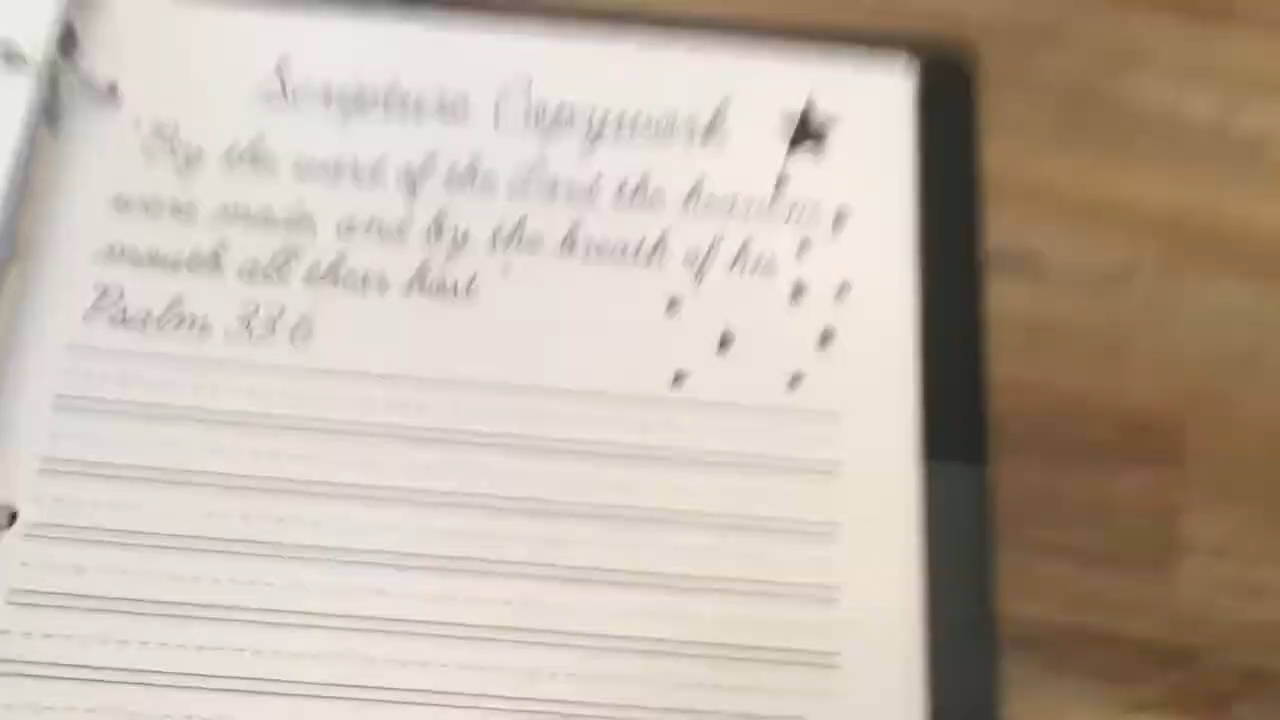 Scripture Copywork
"By the word of the Lord the heavens
were made, and by the breath of his
mouth all their host."
Psalm 33:6